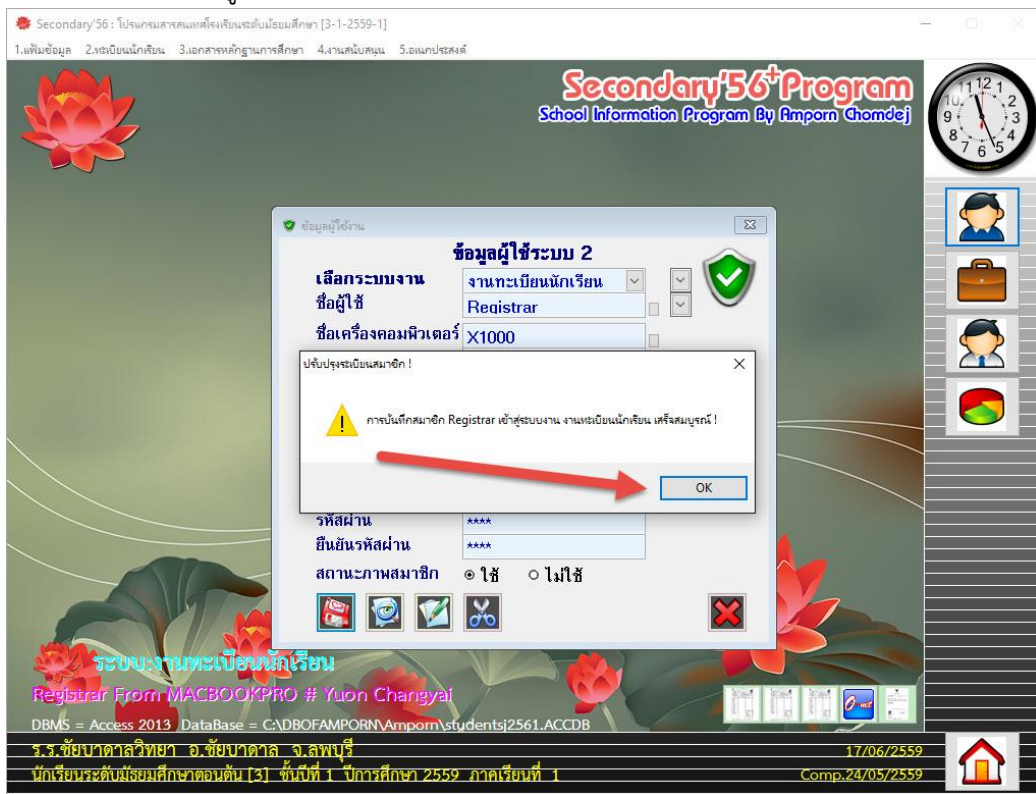 Secondary'56 : โปรแกรมสารสนเทศโรงเรียนระดับมัธยมศึกษา [3-1-2559-1]
1.แฟ้มข้อมูล 2.ทะเบียนนักเรียน 3.เอกสารหลักฐานการศึกษา 4.งานสนับสนุน 5.อเนกประสงค์
Secondary'56+Program
School Information Program By Amporn Chomdej
ข้อมูลผู้ใช้งาน
ข้อมูลผู้ใช้ระบบ 2
เลือกระบบงาน งานทะเบียนนักเรียน
ชื่อผู้ใช้ Registrar
ชื่อเครื่องคอมพิวเตอร์ X1000
ปรับปรุงระเบียนสมาชิก !
การบันทึกสมาชิก Registrar เข้าสู่ระบบงาน งานทะเบียนนักเรียน เสร็จสมบูรณ์ !
OK
รหัสผ่าน ****
ยืนยันรหัสผ่าน ****
สถานะภาพสมาชิก ใช้ ไม่ใช้
ระบบ:งานทะเบียนนักเรียน
Registrar From MACBOOKPRO # Yuon Changyai
DBMS = Access 2013 DataBase = C:\DBOFAMPORN\Amporn\studentsj2561.ACCDB
ร.ร.ชัยบาดาลวิทยา อ.ชัยบาดาล จ.ลพบุรี 17/06/2559
นักเรียนระดับมัธยมศึกษาตอนต้น [3] ชั้นปีที่ 1 ปีการศึกษา 2559 ภาคเรียนที่ 1 Comp.24/05/2559
12 1 2 3 4 5 6 7 8 9 10 11
O-net